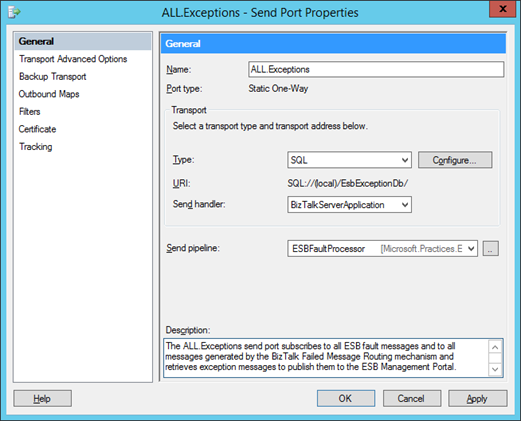 ALL.Exceptions - Send Port Properties
X
General
Transport Advanced Options
Backup Transport
Outbound Maps
Filters
Certificate
Tracking
General
Name: ALL.Exceptions
Port type: Static One-Way
Transport
Select a transport type and transport address below.
Type: SQL Configure...
URI: SQL://(local)/EsbExceptionDb/
Send handler: BizTalkServerApplication
Send pipeline: ESBFaultProcessor [Microsoft.Practices.E ..
Description:
The ALL.Exceptions send port subscribes to all ESB fault messages and to all
messages generated by the BizTalk Failed Message Routing mechanism and
retrieves exception messages to publish them to the ESB Management Portal.
Help OK Cancel Apply